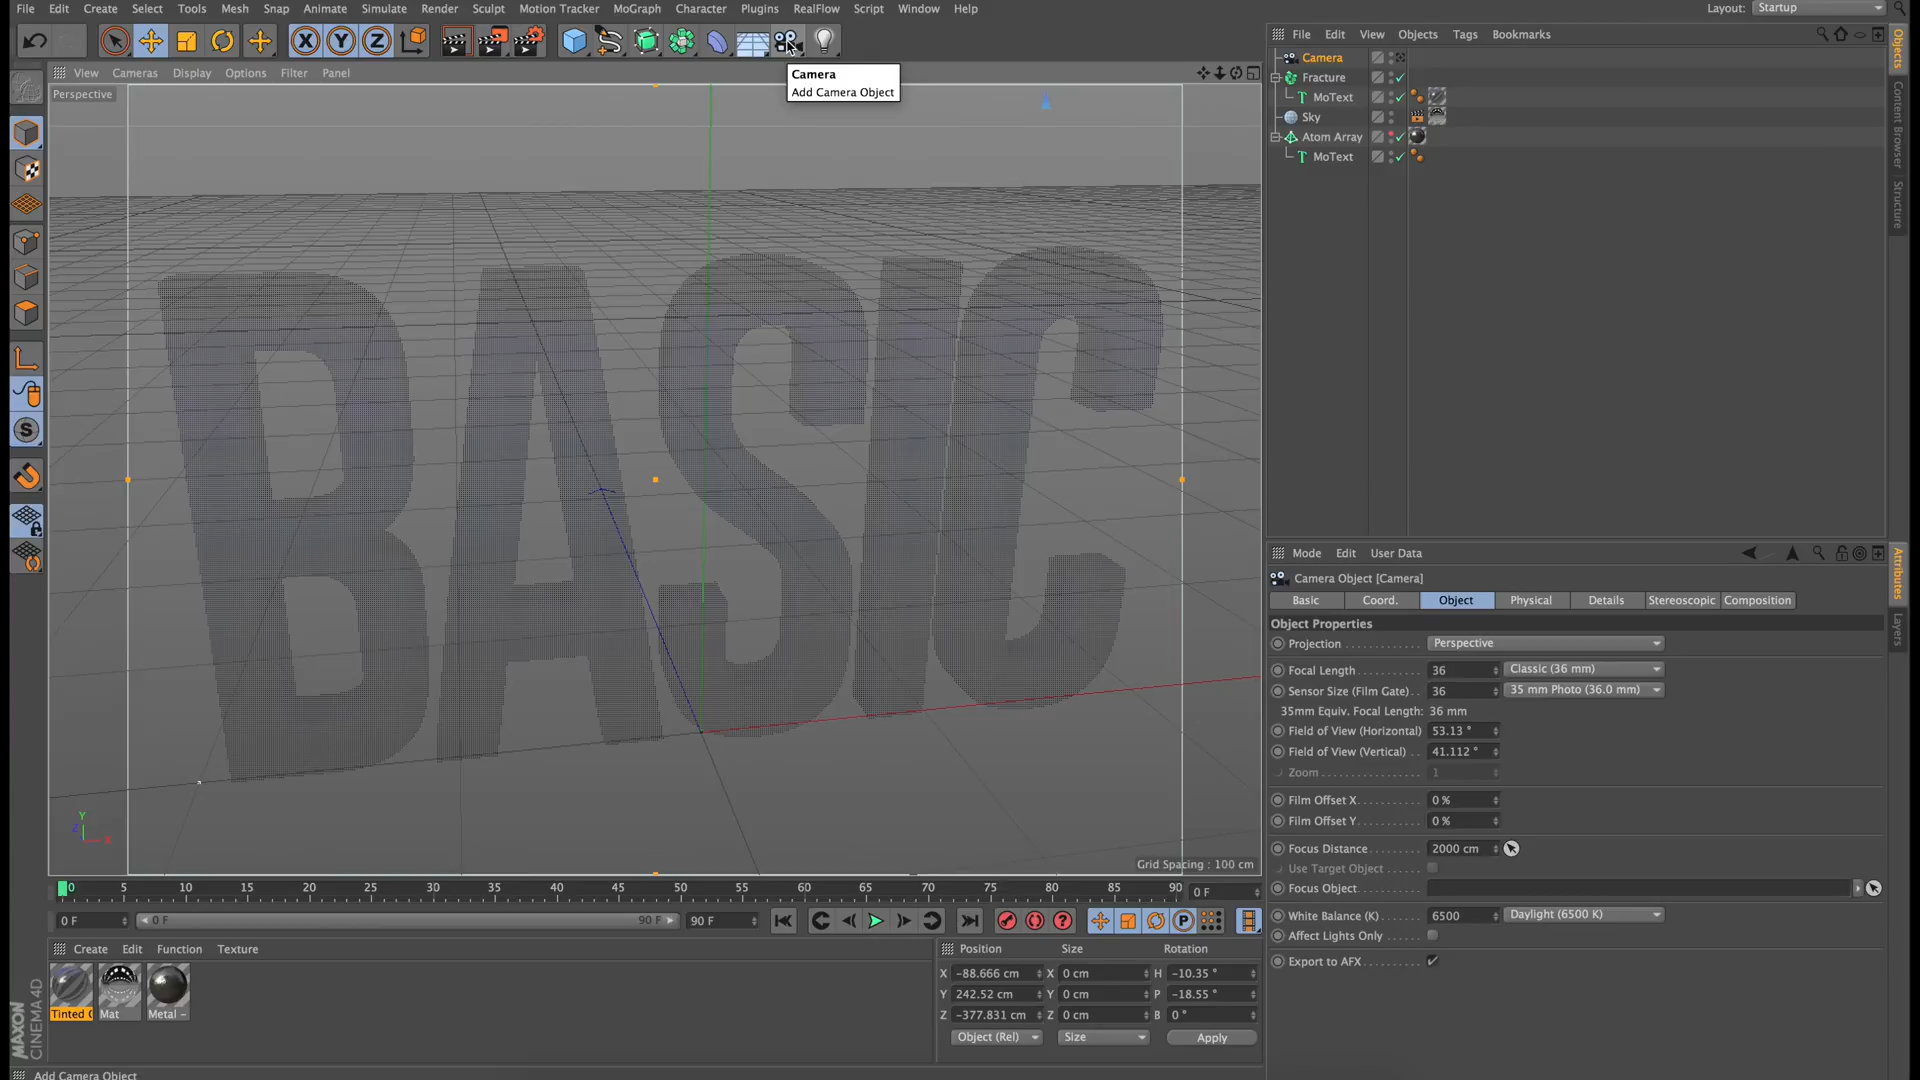 File Edit Create Select Tools Mesh Snap Animate Simulate Render Sculpt Motion Tracker MoGraph Character Plugins RealFlow Script Window Help
Layout: Startup
X Y Z
Camera
Add Camera Object
View Cameras Display Options Filter Panel
Perspective
BASIC
Y
Z
X
S
Grid Spacing : 100 cm
0 5 10 15 20 25 30 35 40 45 50 55 60 65 70 75 80 85 90
0 F
0 F
0 F
90 F
90 F
P
Create Edit Function Texture
Mat
Metal -
MAXON
CINEMA 4D
Add Camera Object
Position Size Rotation
X -88.666 cm X 0 cm H -10.35 °
Y 242.52 cm Y 0 cm P -18.55 °
Z -377.831 cm Z 0 cm B 0 °
Object (Rel) Size Apply
File Edit View Objects Tags Bookmarks
Camera
Fracture
MoText
Sky
Atom Array
MoText
Objects
Content Browser
Structure
Mode Edit User Data
Camera Object [Camera]
Basic Coord. Object Physical Details Stereoscopic Composition
Object Properties
Projection Perspective
Focal Length 36 Classic (36 mm)
Sensor Size (Film Gate) 36 35 mm Photo (36.0 mm)
35mm Equiv. Focal Length: 36 mm
Field of View (Horizontal) 53.13 °
Field of View (Vertical) 41.112 °
Zoom 1
Film Offset X 0 %
Film Offset Y 0 %
Focus Distance 2000 cm
Use Target Object
Focus Object
White Balance (K) 6500 Daylight (6500 K)
Affect Lights Only
Export to AFX
Attributes
Layers